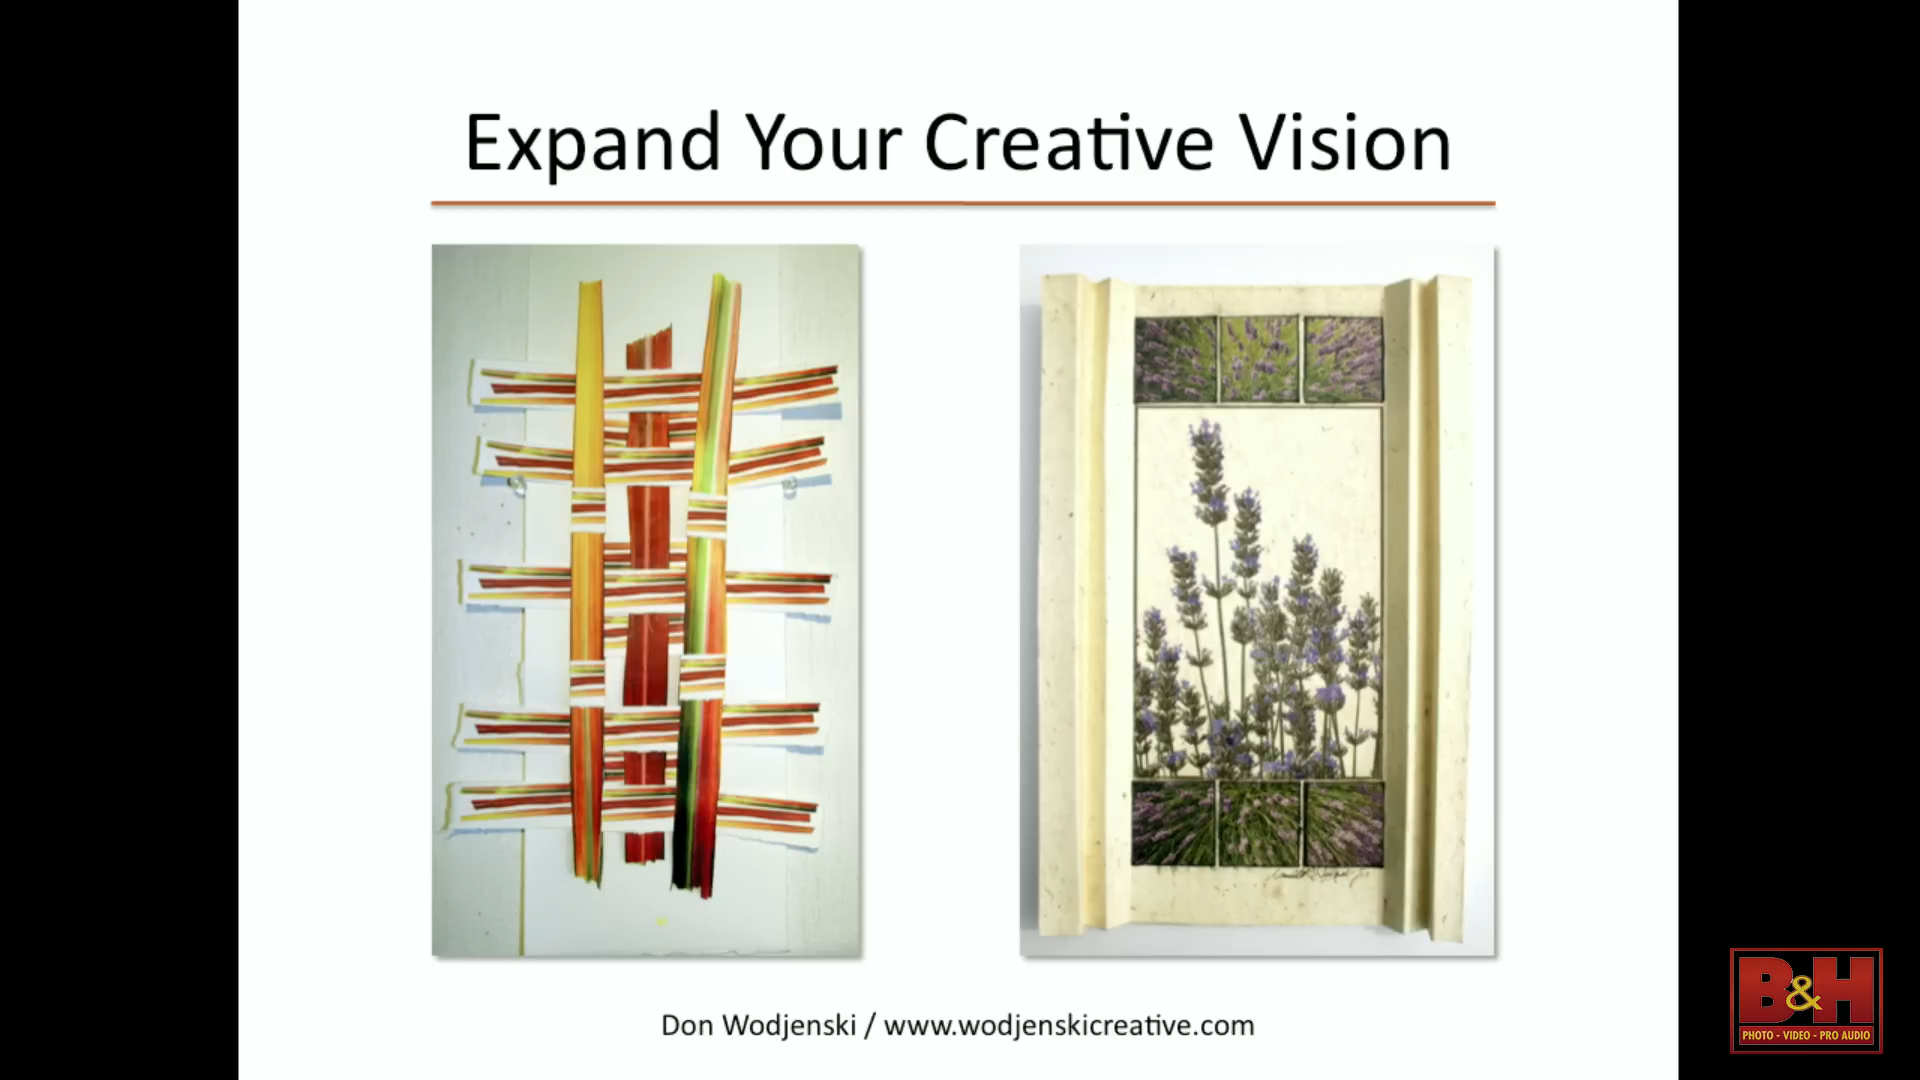 Expand Your Creative Vision
Don Wodjenski / www.wodjenskicreative.com
B&H
PHOTO - VIDEO - PRO AUDIO